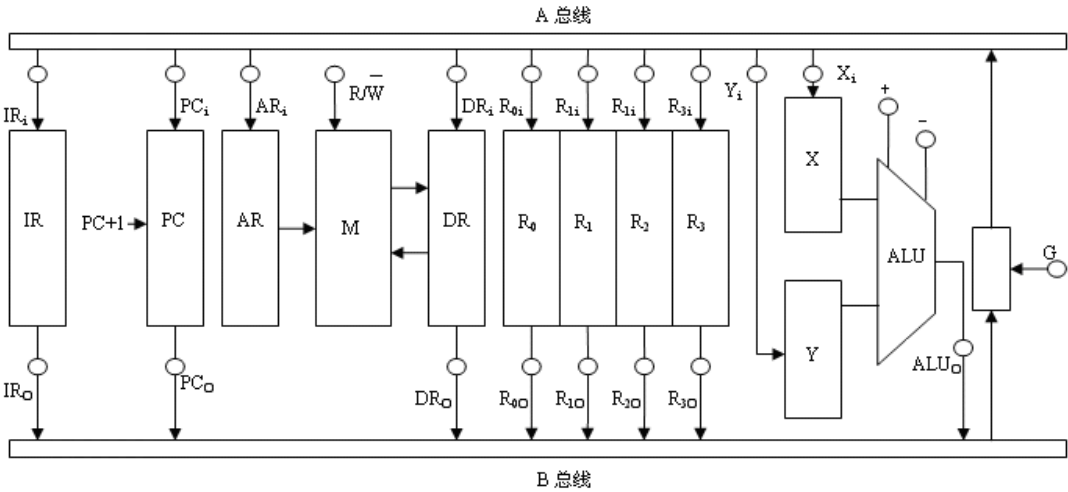 A 总线
IRᵢ
PCᵢ
ARᵢ
R/W̅
DRᵢ
R₀ᵢ
R₁ᵢ
R₁ᵢ
R₃ᵢ
Yᵢ
Xᵢ
+
−
IR
PC+1
PC
AR
M
DR
R₀
R₁
R₂
R₃
X
Y
ALU
G
IRO
PCO
DRO
R₀O
R₁O
R₂O
R₃O
ALUO
B 总线